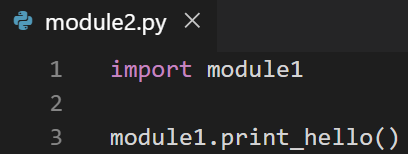 module2.py
1 import module1
2
3 module1.print_hello()